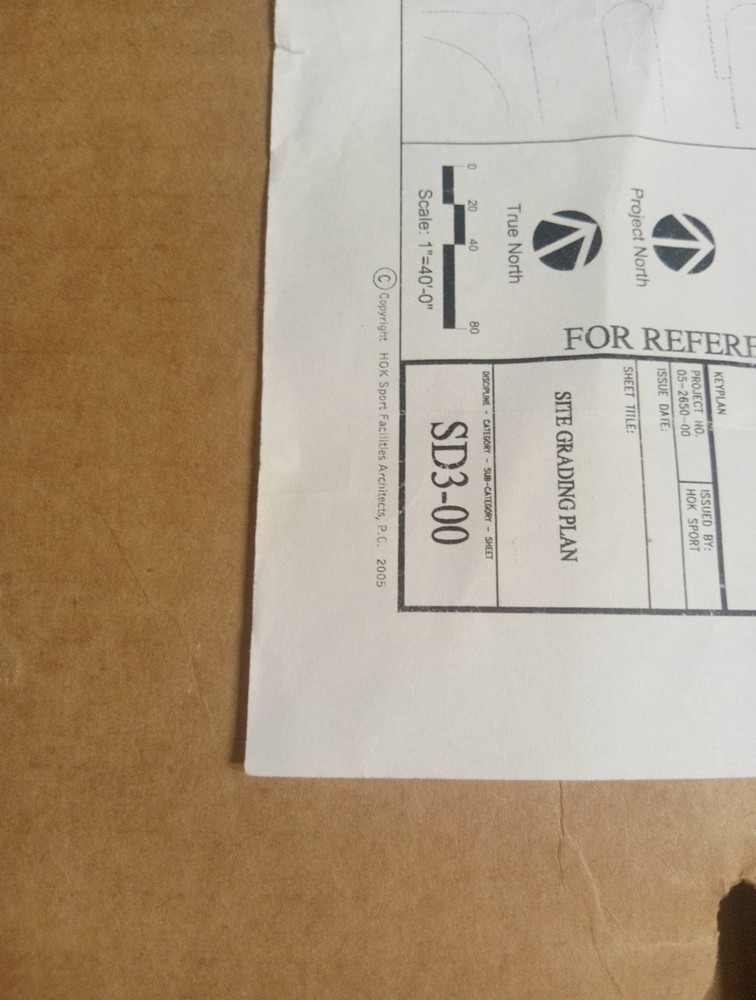 Project North
True North
0 20 40 80
Scale: 1"=40'-0"
FOR REFERE
KEYPLAN
PROJECT NO.
05-2650-00
ISSUED BY:
HOK SPORT
ISSUE DATE:
SHEET TITLE:
SITE GRADING PLAN
DISCIPLINE - CATEGORY - SUB-CATEGORY - SHEET
SD3-00
© Copyright HOK Sport Facilities Architects, P.C. 2005